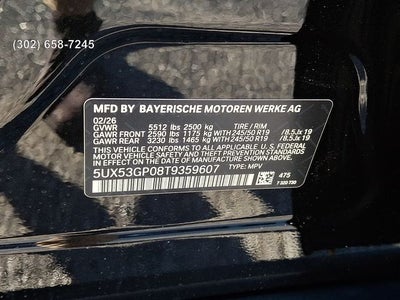 (302) 658-7245
MFD BY BAYERISCHE MOTOREN WERKE AG
02/26
GVWR 5512 lbs 2500 kg TIRE / RIM
GAWR FRONT 2590 lbs 1175 kg WITH 245/50 R19 / 8.5Jx 19
GAWR REAR 3230 lbs 1465 kg WITH 245/50 R19 / 8.5Jx 19
THIS VEHICLE CONFORMS TO ALL APPLICABLE U.S. FEDERAL
MOTOR VEHICLE SAFETY STANDARDS IN EFFECT ON THE
DATE OF MANUFACTURE SHOWN ABOVE.
5UX53GP08T9359607 TYPE: MPV
475